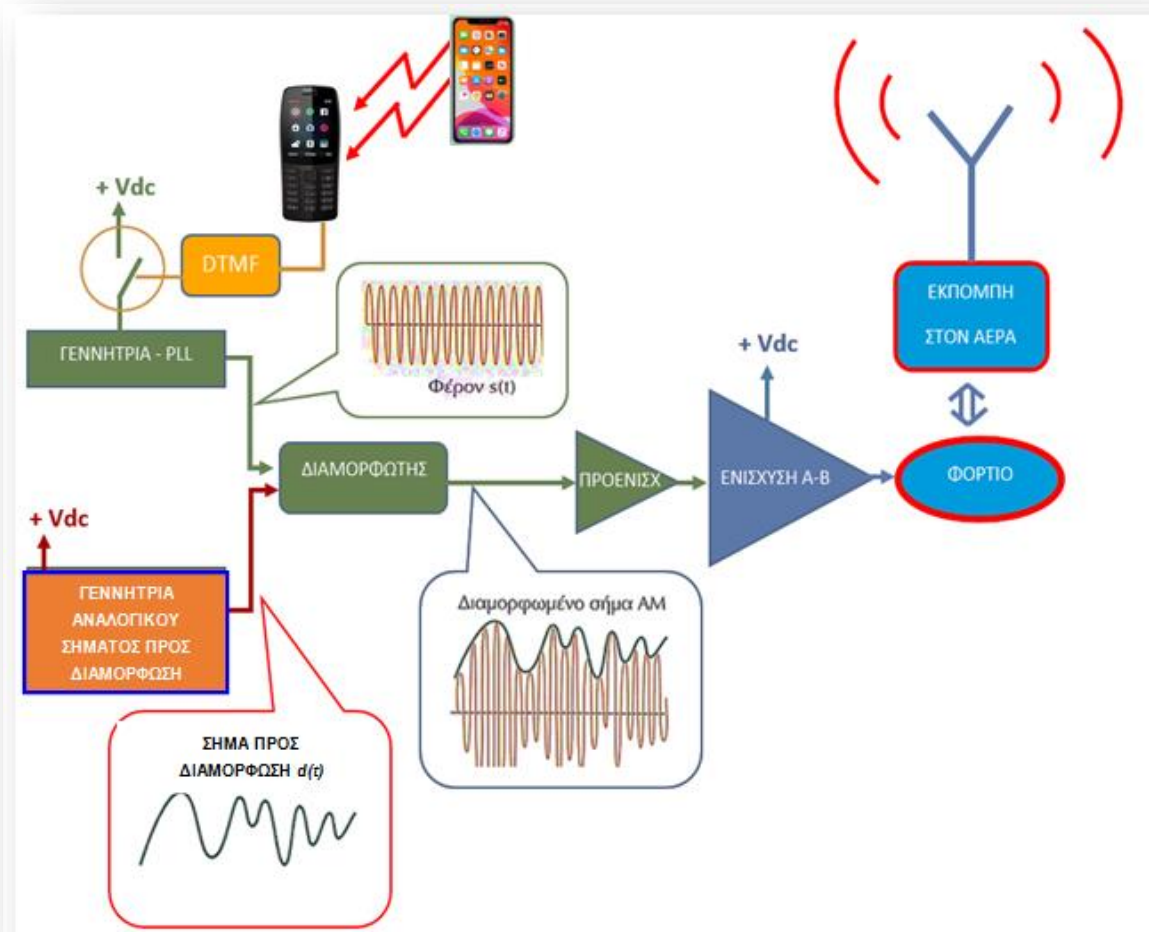 + Vdc
DTMF
ΓΕΝΝΗΤΡΙΑ - PLL
Φέρον s(t)
ΕΚΠΟΜΠΗ
ΣΤΟΝ ΑΕΡΑ
+ Vdc
ΔΙΑΜΟΡΦΩΤΗΣ
ΠΡΟΕΝΙΣΧ
ΕΝΙΣΧΥΣΗ A-B
ΦΟΡΤΙΟ
+ Vdc
ΓΕΝΝΗΤΡΙΑ
ΑΝΑΛΟΓΙΚΟΥ
ΣΗΜΑΤΟΣ ΠΡΟΣ
ΔΙΑΜΟΡΦΩΣΗ
Διαμορφωμένο σήμα AM
ΣΗΜΑ ΠΡΟΣ
ΔΙΑΜΟΡΦΩΣΗ d(t)